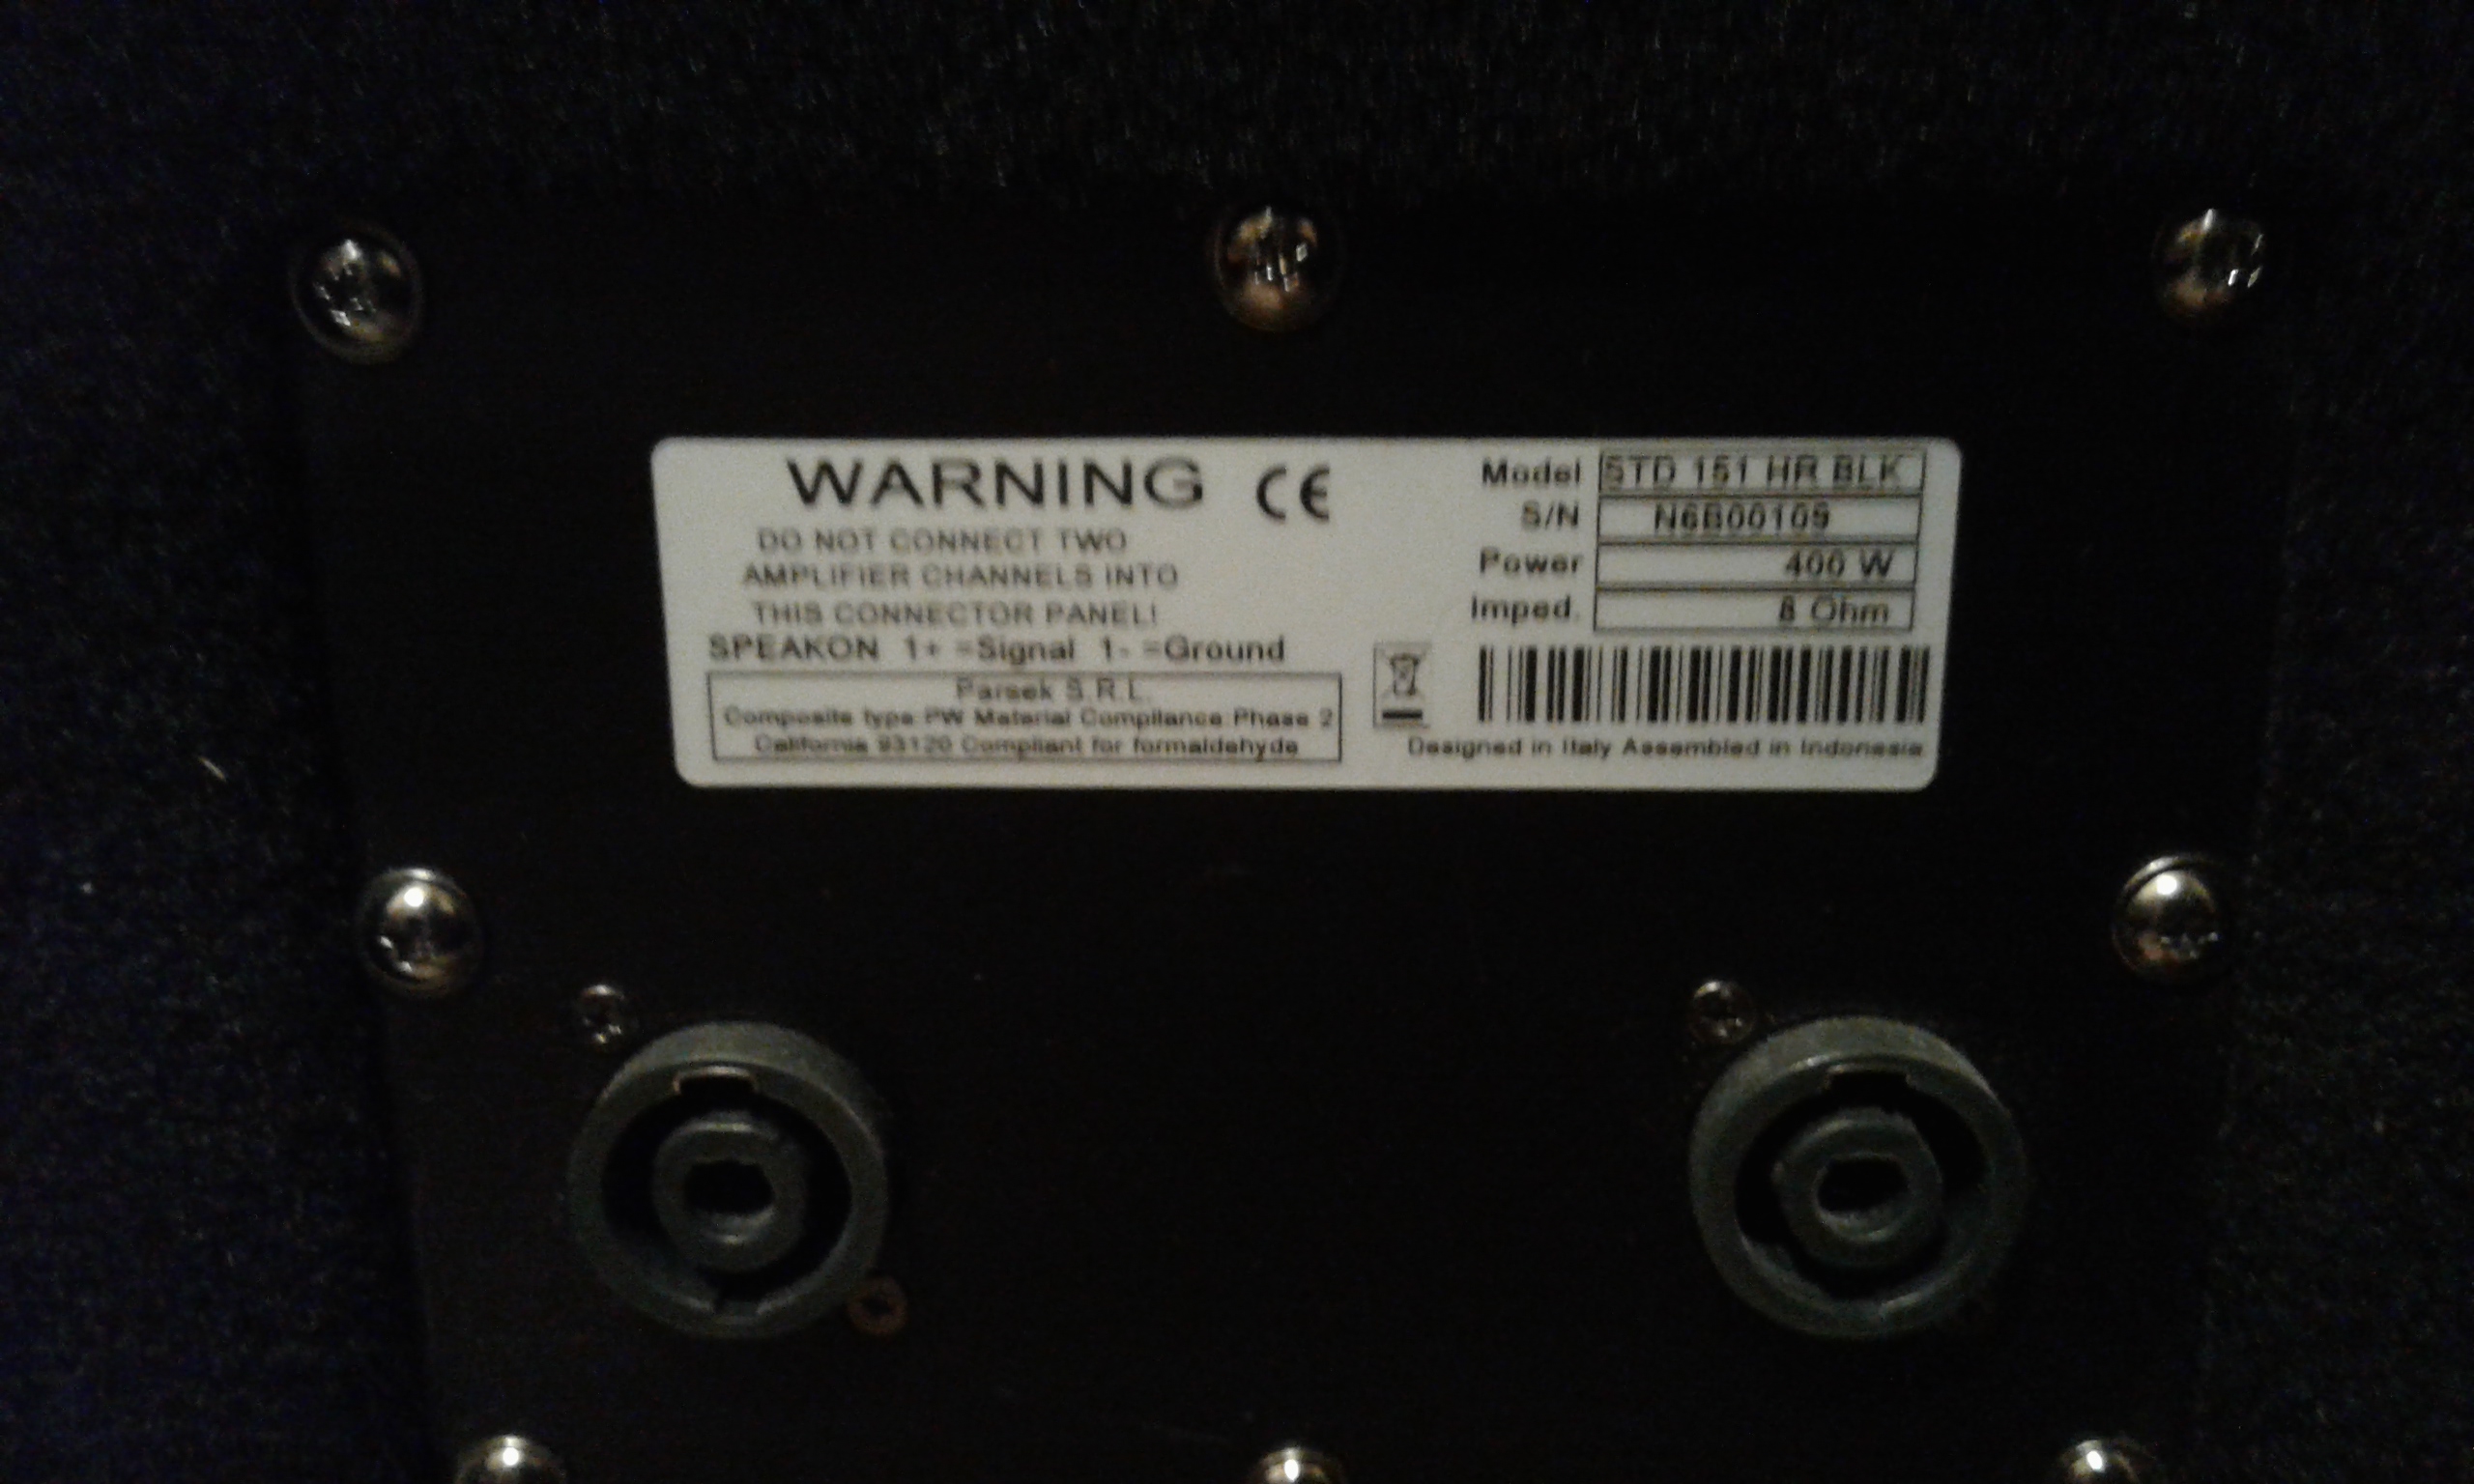 WARNING CE
DO NOT CONNECT TWO
AMPLIFIER CHANNELS INTO
THIS CONNECTOR PANEL!
SPEAKON 1+ =Signal 1- =Ground
Parsek S.R.L.
Composite type PW Material Compliance Phase 2
California 93120 Compliant for formaldehyde
Model STD 151 HR BLK
S/N N6B00109
Power 400 W
Imped. 8 Ohm
Designed in Italy Assembled in Indonesia